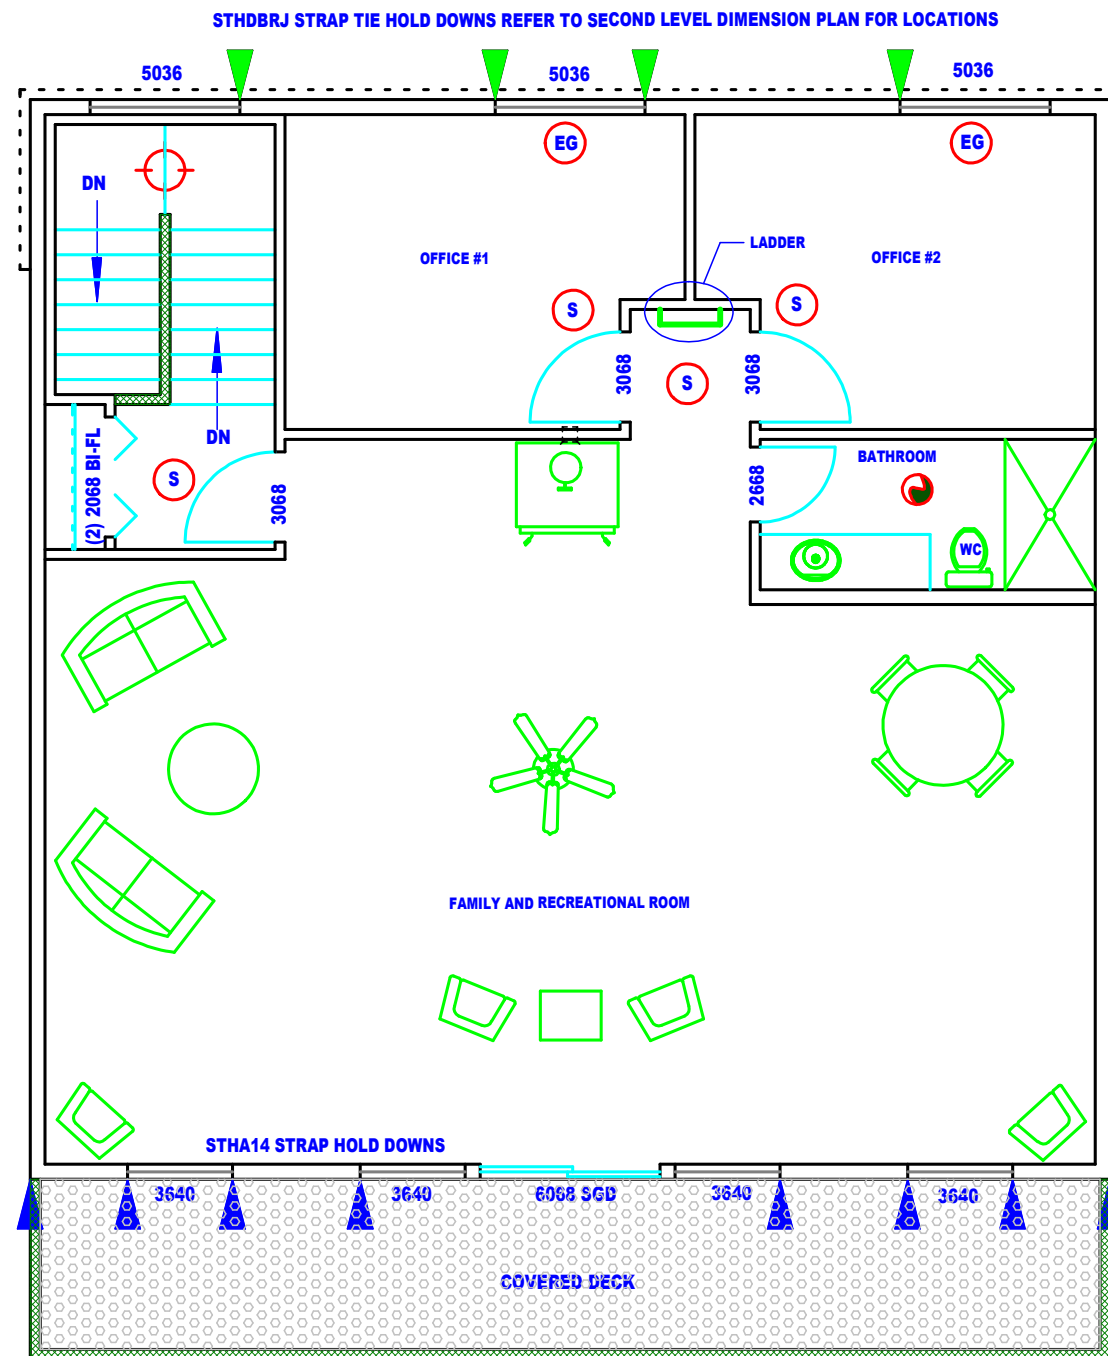 STHDBRJ STRAP TIE HOLD DOWNS REFER TO SECOND LEVEL DIMENSION PLAN FOR LOCATIONS
5036
5036
5036
EG
EG
DN
LADDER
OFFICE #1
OFFICE #2
S
S
3068
3068
S
DN
(2) 2068 BI-FL
S
3068
2668
BATHROOM
WC
FAMILY AND RECREATIONAL ROOM
STHA14 STRAP HOLD DOWNS
3640
3640
6068 SGD
3640
3640
COVERED DECK